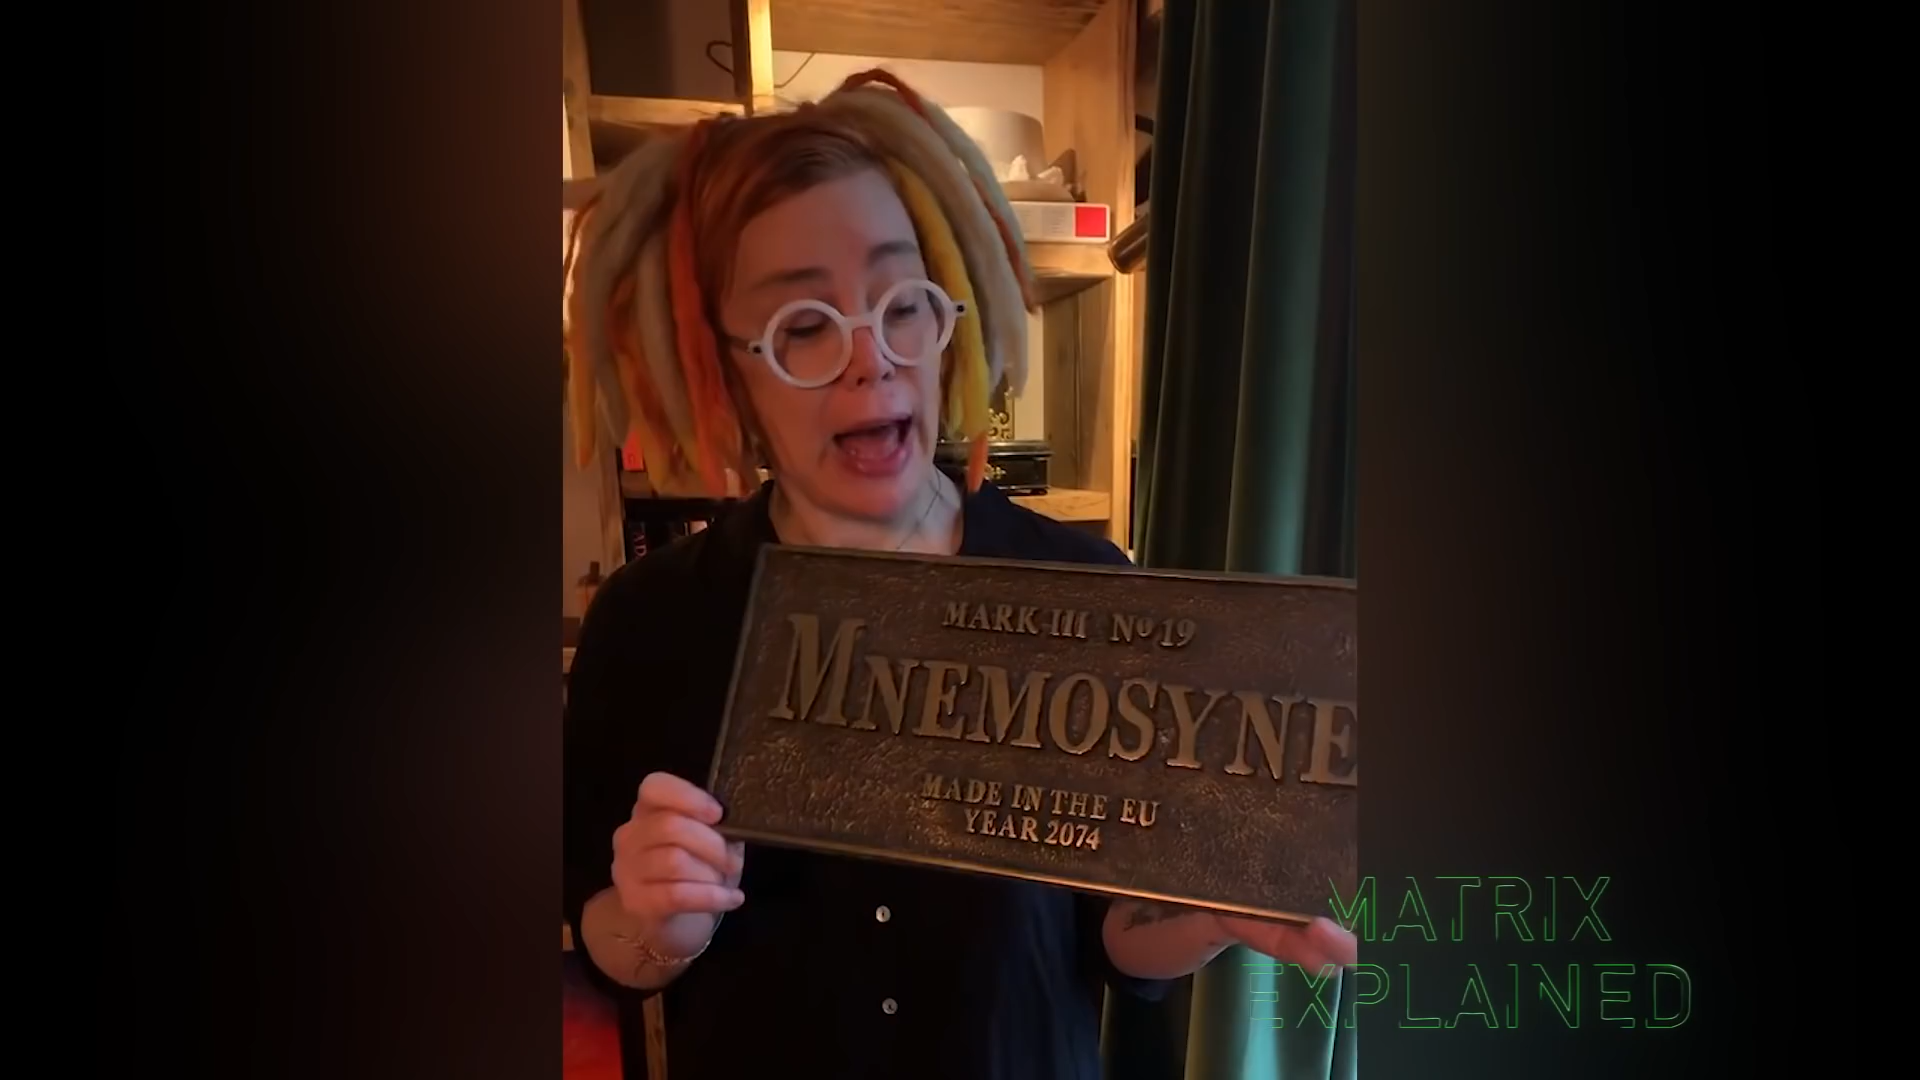 MARK III Nº 19
MNEMOSYNE
MADE IN THE EU
YEAR 2074
MATRIX
EXPLAINED